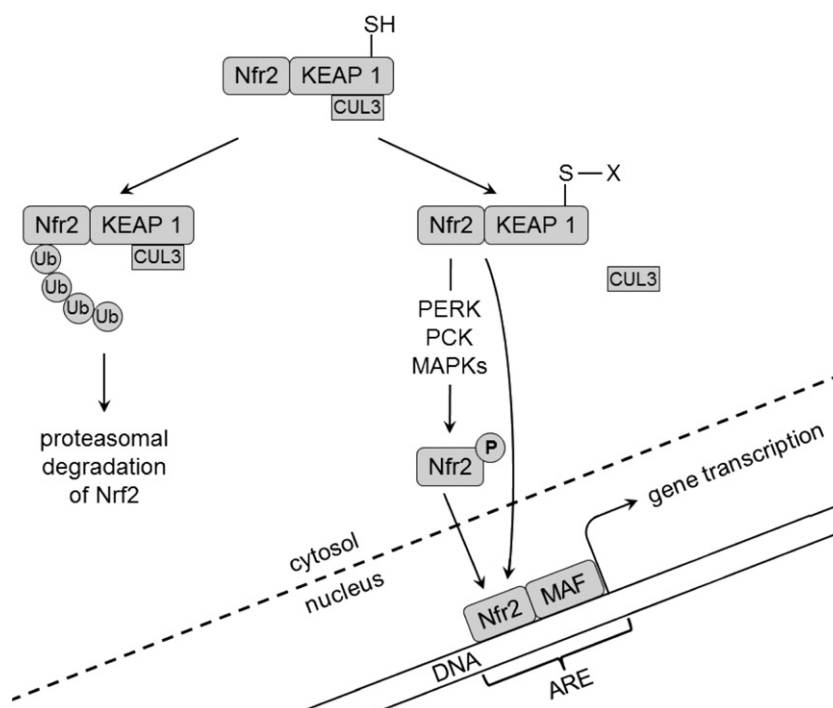 SH
Nfr2 KEAP 1
CUL3
S—X
Nfr2 KEAP 1
CUL3
Ub
Ub
Ub
Ub
proteasomal
degradation
of Nrf2
Nfr2 KEAP 1
CUL3
PERK
PCK
MAPKs
Nfr2
P
cytosol
nucleus
gene transcription
Nfr2 MAF
DNA
ARE